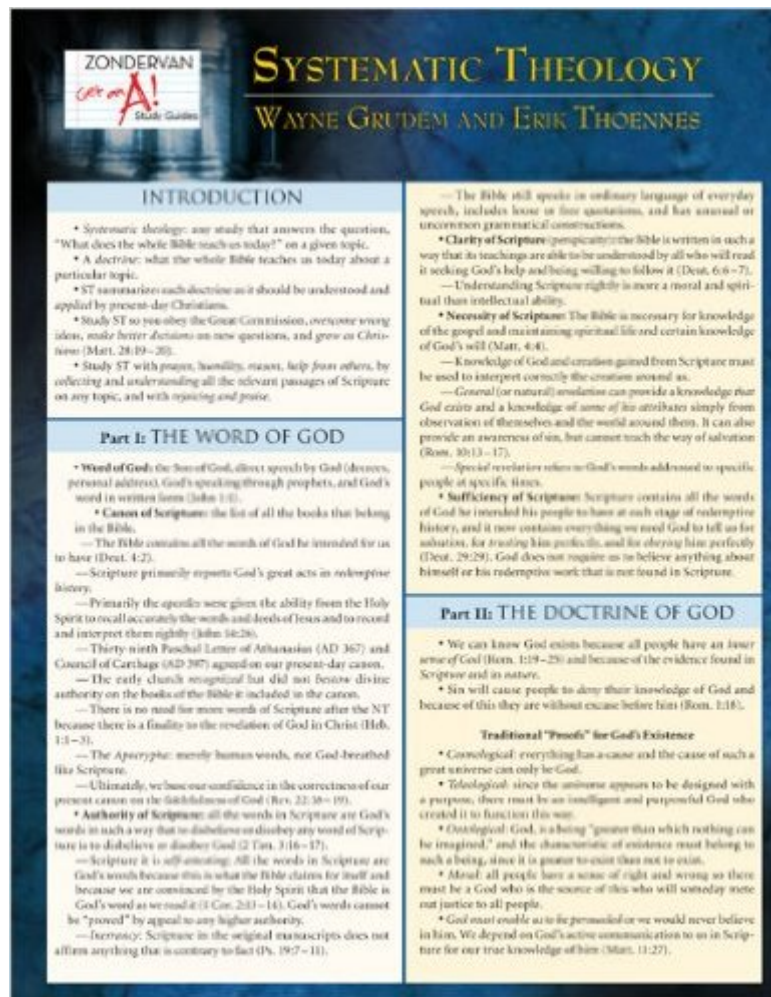 ZONDERVAN
Get an A!
Study Guides
SYSTEMATIC THEOLOGY
WAYNE GRUDEM AND ERIK THOENNES
INTRODUCTION
• Systematic theology: any study that answers the question,
"What does the whole Bible teach us today?" on a given topic.
• A doctrine: what the whole Bible teaches us today about a
particular topic.
• ST summarizes each doctrine as it should be understood and
applied by present-day Christians.
• Study ST so you obey the Great Commission, overcome wrong
ideas, make better decisions on new questions, and grow as Chris-
tians (Matt. 28:19–20).
• Study ST with prayer, humility, reason, help from others, by
collecting and understanding all the relevant passages of Scripture
on any topic, and with rejoicing and praise.
Part I: THE WORD OF GOD
• Word of God: the Son of God, direct speech by God (decrees,
personal address), God's speaking through prophets, and God's
word in written form (John 1:1).
• Canon of Scripture: the list of all the books that belong
in the Bible.
—The Bible contains all the words of God he intended for us
to have (Deut. 4:2).
—Scripture primarily reports God's great acts in redemptive
history.
—Primarily the apostles were given the ability from the Holy
Spirit to recall accurately the words and deeds of Jesus and to record
and interpret them rightly (John 14:26).
—Thirty-ninth Paschal Letter of Athanasius (AD 367) and
Council of Carthage (AD 397) agreed on our present-day canon.
—The early church recognized but did not bestow divine
authority on the books of the Bible it included in the canon.
—There is no need for more words of Scripture after the NT
because there is a finality to the revelation of God in Christ (Heb.
1:1–3).
—The Apocrypha: merely human words, not God-breathed
like Scripture.
—Ultimately, we base our confidence in the correctness of our
present canon on the faithfulness of God (Rev. 22:18–19).
• Authority of Scripture: all the words in Scripture are God's
words in such a way that to disbelieve or disobey any word of Scrip-
ture is to disbelieve or disobey God (2 Tim. 3:16–17).
—Scripture it is self-attesting: All the words in Scripture are
God's words because this is what the Bible claims for itself and
because we are convinced by the Holy Spirit that the Bible is
God's word as we read it (1 Cor. 2:13–14). God's words cannot
be "proved" by appeal to any higher authority.
—Inerrancy: Scripture in the original manuscripts does not
affirm anything that is contrary to fact (Ps. 19:7–11).
—The Bible still speaks in ordinary language of everyday
speech, includes loose or free quotations, and has unusual or
uncommon grammatical constructions.
• Clarity of Scripture (perspicuity): the Bible is written in such a
way that its teachings are able to be understood by all who will read
it seeking God's help and being willing to follow it (Deut. 6:6–7).
—Understanding Scripture rightly is more a moral and spiri-
tual than intellectual ability.
• Necessity of Scripture: The Bible is necessary for knowledge
of the gospel and maintaining spiritual life and certain knowledge
of God's will (Matt. 4:4).
—Knowledge of God and creation gained from Scripture must
be used to interpret correctly the creation around us.
—General (or natural) revelation can provide a knowledge that
God exists and a knowledge of some of his attributes simply from
observation of themselves and the world around them. It can also
provide an awareness of sin, but cannot teach the way of salvation
(Rom. 10:13–17).
—Special revelation refers to God's words addressed to specific
people at specific times.
• Sufficiency of Scripture: Scripture contains all the words
of God he intended his people to have at each stage of redemptive
history, and it now contains everything we need God to tell us for
salvation, for trusting him perfectly, and for obeying him perfectly
(Deut. 29:29). God does not require us to believe anything about
himself or his redemptive work that is not found in Scripture.
Part II: THE DOCTRINE OF GOD
• We can know God exists because all people have an inner
sense of God (Rom. 1:19–25) and because of the evidence found in
Scripture and in nature.
• Sin will cause people to deny their knowledge of God and
because of this they are without excuse before him (Rom. 1:18).
Traditional "Proofs" for God's Existence
• Cosmological: everything has a cause and the cause of such a
great universe can only be God.
• Teleological: since the universe appears to be designed with
a purpose, there must be an intelligent and purposeful God who
created it to function this way.
• Ontological: God, is a being "greater than which nothing can
be imagined," and the characteristic of existence must belong to
such a being, since it is greater to exist than not to exist.
• Moral: all people have a sense of right and wrong so there
must be a God who is the source of this who will someday mete
out justice to all people.
• God must enable us to be persuaded or we would never believe
in him. We depend on God's active communication to us in Scrip-
ture for our true knowledge of him (Matt. 11:27).